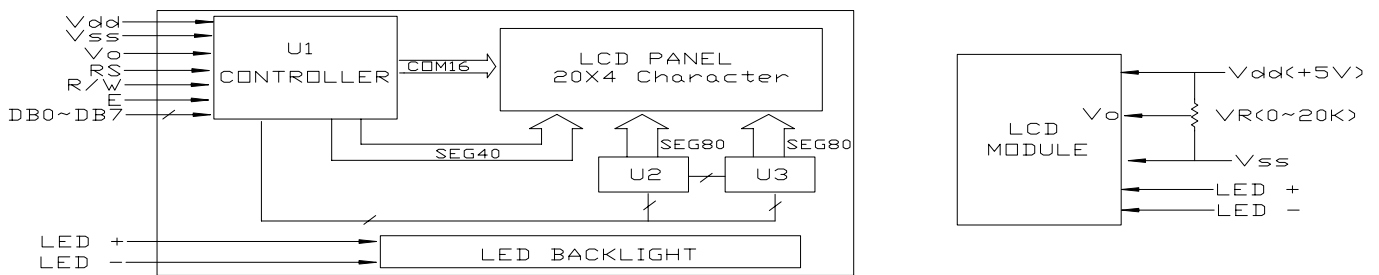 Vdd
Vss
Vo
RS
R/W
E
DB0~DB7
U1
CONTROLLER
COM16
LCD PANEL
20X4 Character
SEG40
SEG80
SEG80
U2
U3
LED +
LED -
LED BACKLIGHT
LCD
MODULE
Vdd(+5V)
Vo
VR(0~20K)
Vss
LED +
LED -